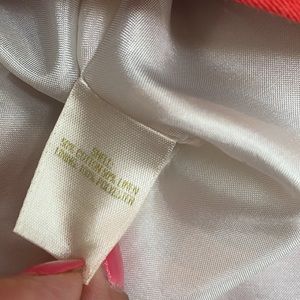 SHELL:
50% COTTON 50% LINEN
LINING: 100% POLYESTER